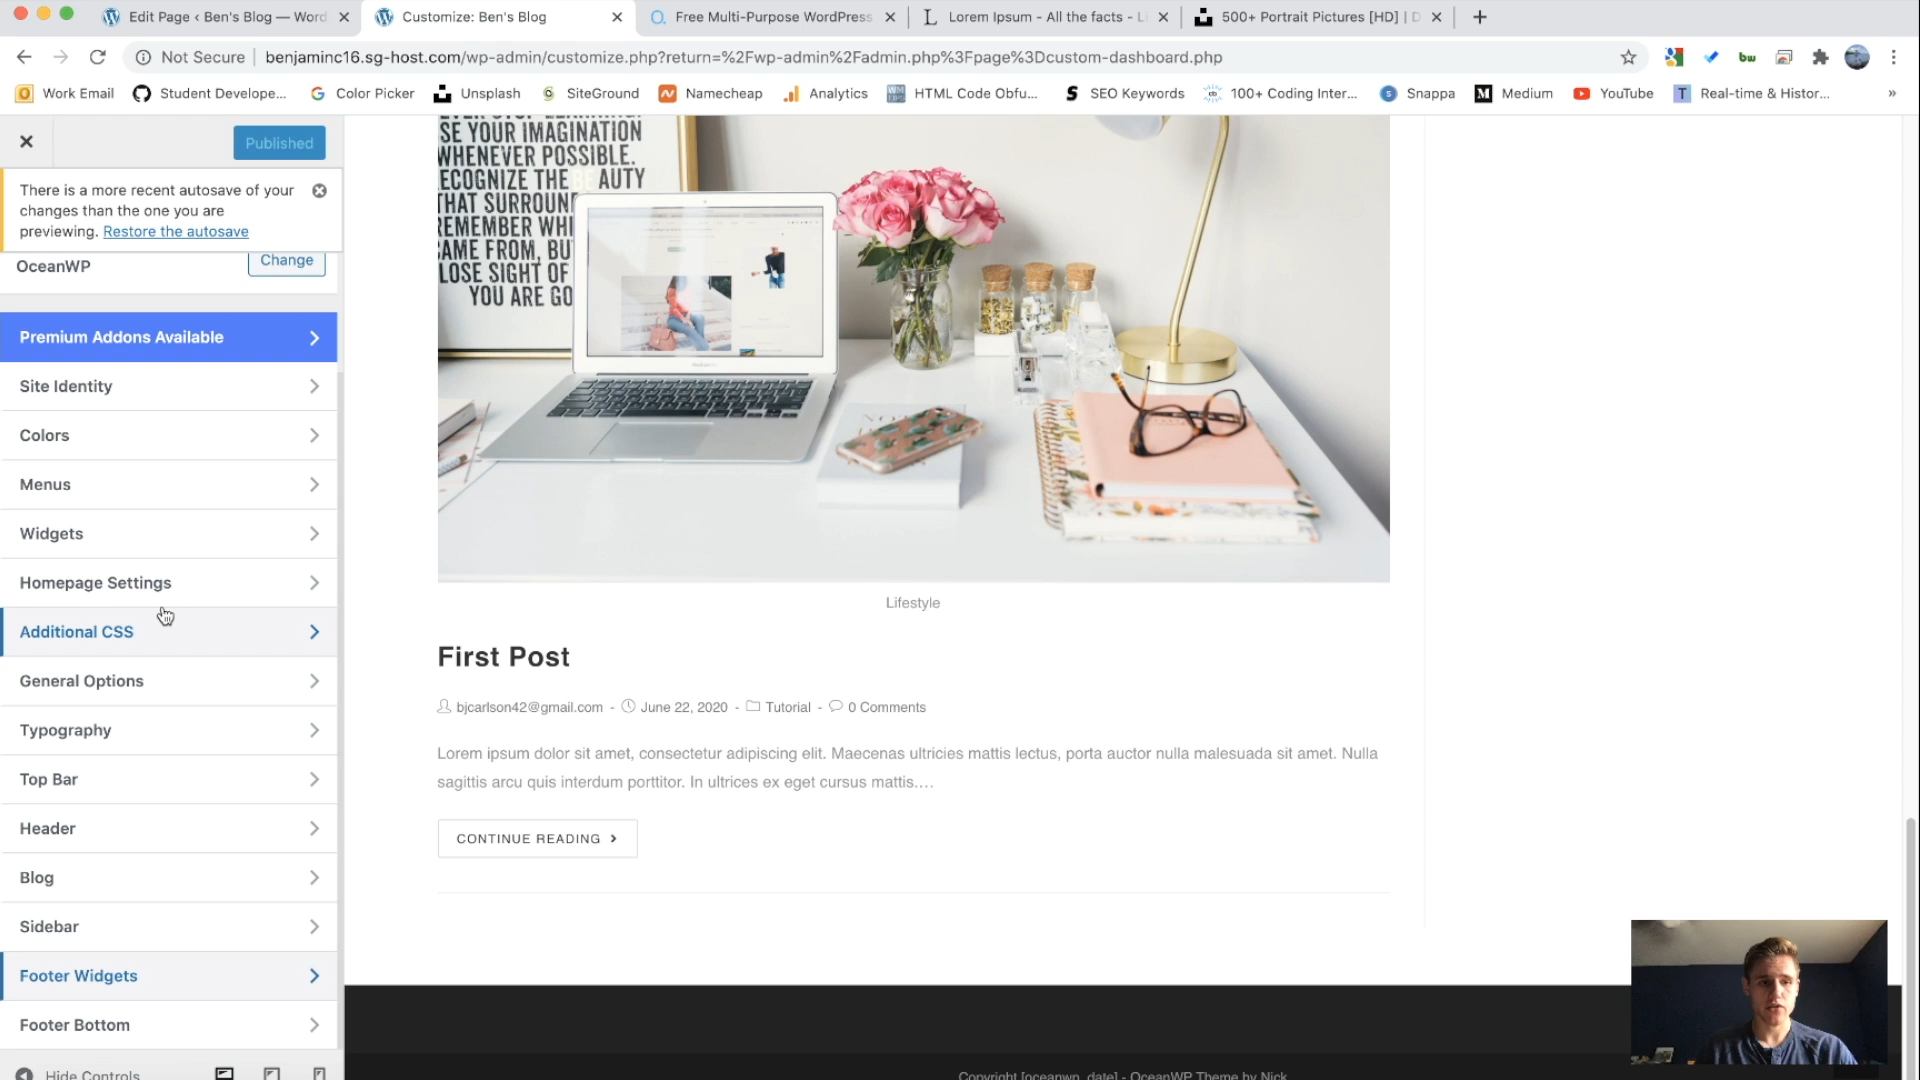 Edit Page ‹ Ben's Blog — Word
Customize: Ben's Blog
Free Multi-Purpose WordPress
Lorem Ipsum - All the facts - Li
500+ Portrait Pictures [HD] | D
Not Secure
benjaminc16.sg-host.com/wp-admin/customize.php?return=%2Fwp-admin%2Fadmin.php%3Fpage%3Dcustom-dashboard.php
Work Email
Student Develope...
Color Picker
Unsplash
SiteGround
Namecheap
Analytics
HTML Code Obfu...
SEO Keywords
100+ Coding Inter...
Snappa
Medium
YouTube
Real-time & Histor...
Published
There is a more recent autosave of your
changes than the one you are
previewing. Restore the autosave
OceanWP
Change
Premium Addons Available
Site Identity
Colors
Menus
Widgets
Homepage Settings
Additional CSS
General Options
Typography
Top Bar
Header
Blog
Sidebar
Footer Widgets
Footer Bottom
Hide Controls
SE YOUR IMAGINATION
WHENEVER POSSIBLE.
ECOGNIZE THE BEAUTY
THAT SURROUN
REMEMBER WH
AME FROM, BU
LOSE SIGHT OF
YOU ARE GO
Lifestyle
First Post
bjcarlson42@gmail.com - June 22, 2020 - Tutorial - 0 Comments
Lorem ipsum dolor sit amet, consectetur adipiscing elit. Maecenas ultricies mattis lectus, porta auctor nulla malesuada sit amet. Nulla
sagittis arcu quis interdum porttitor. In ultrices ex eget cursus mattis....
CONTINUE READING
Copyright [oceanwp_date] - OceanWP Theme by Nick